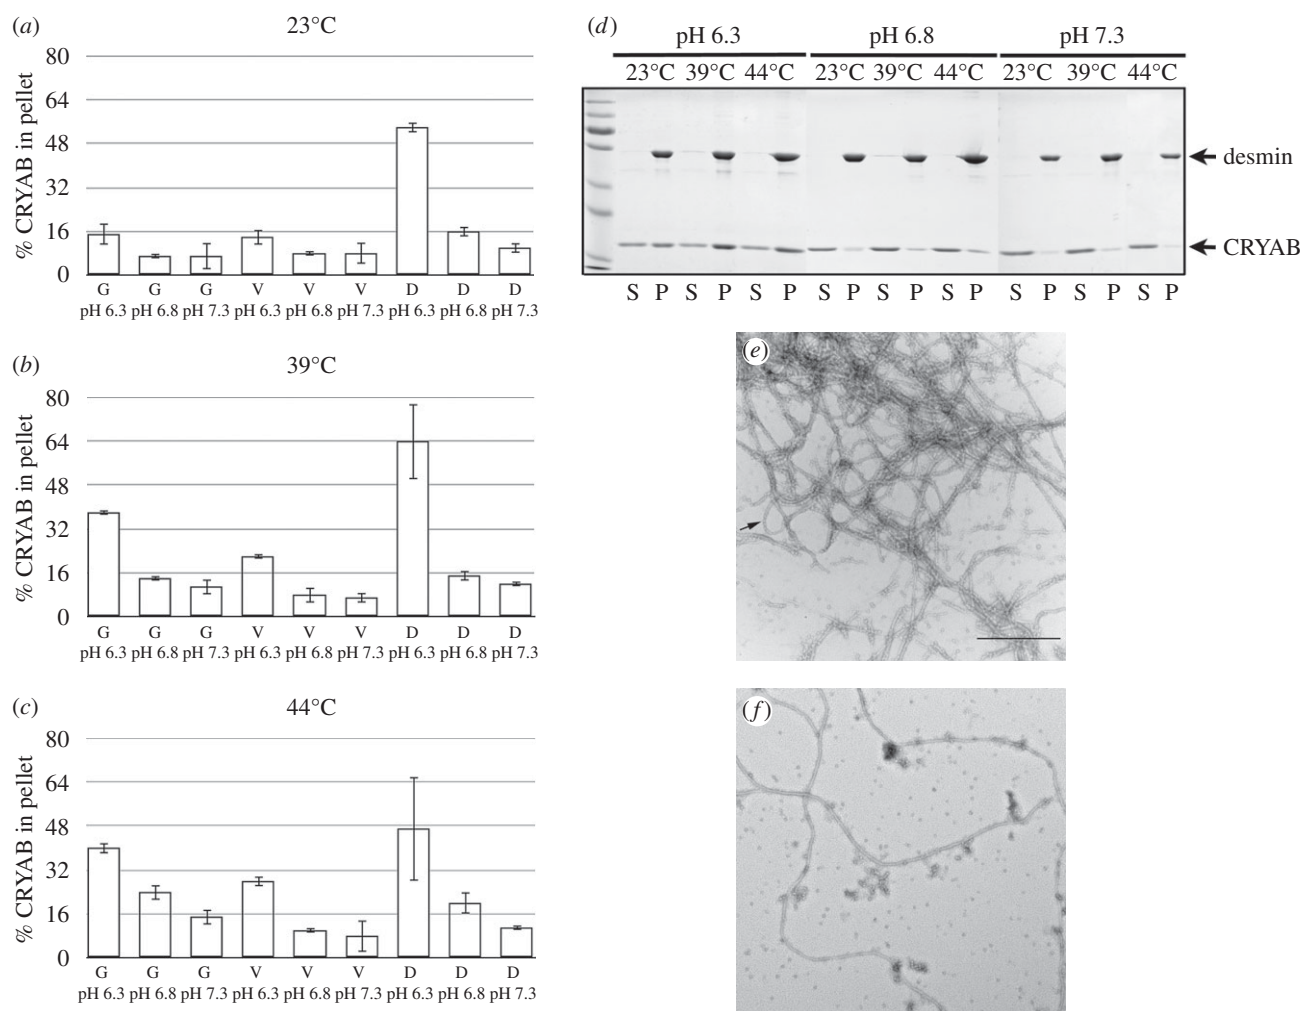 (a) 23°C
% CRYAB in pellet
80
64
48
32
16
0
G G G V V V D D D
pH 6.3 pH 6.8 pH 7.3 pH 6.3 pH 6.8 pH 7.3 pH 6.3 pH 6.8 pH 7.3
(b) 39°C
% CRYAB in pellet
80
64
48
32
16
0
G G G V V V D D D
pH 6.3 pH 6.8 pH 7.3 pH 6.3 pH 6.8 pH 7.3 pH 6.3 pH 6.8 pH 7.3
(c) 44°C
% CRYAB in pellet
80
64
48
32
16
0
G G G V V V D D D
pH 6.3 pH 6.8 pH 7.3 pH 6.3 pH 6.8 pH 7.3 pH 6.3 pH 6.8 pH 7.3
(d) pH 6.3 pH 6.8 pH 7.3
23°C 39°C 44°C 23°C 39°C 44°C 23°C 39°C 44°C
desmin
CRYAB
S P S P S P S P S P S P S P S P S P
(e)
(f)